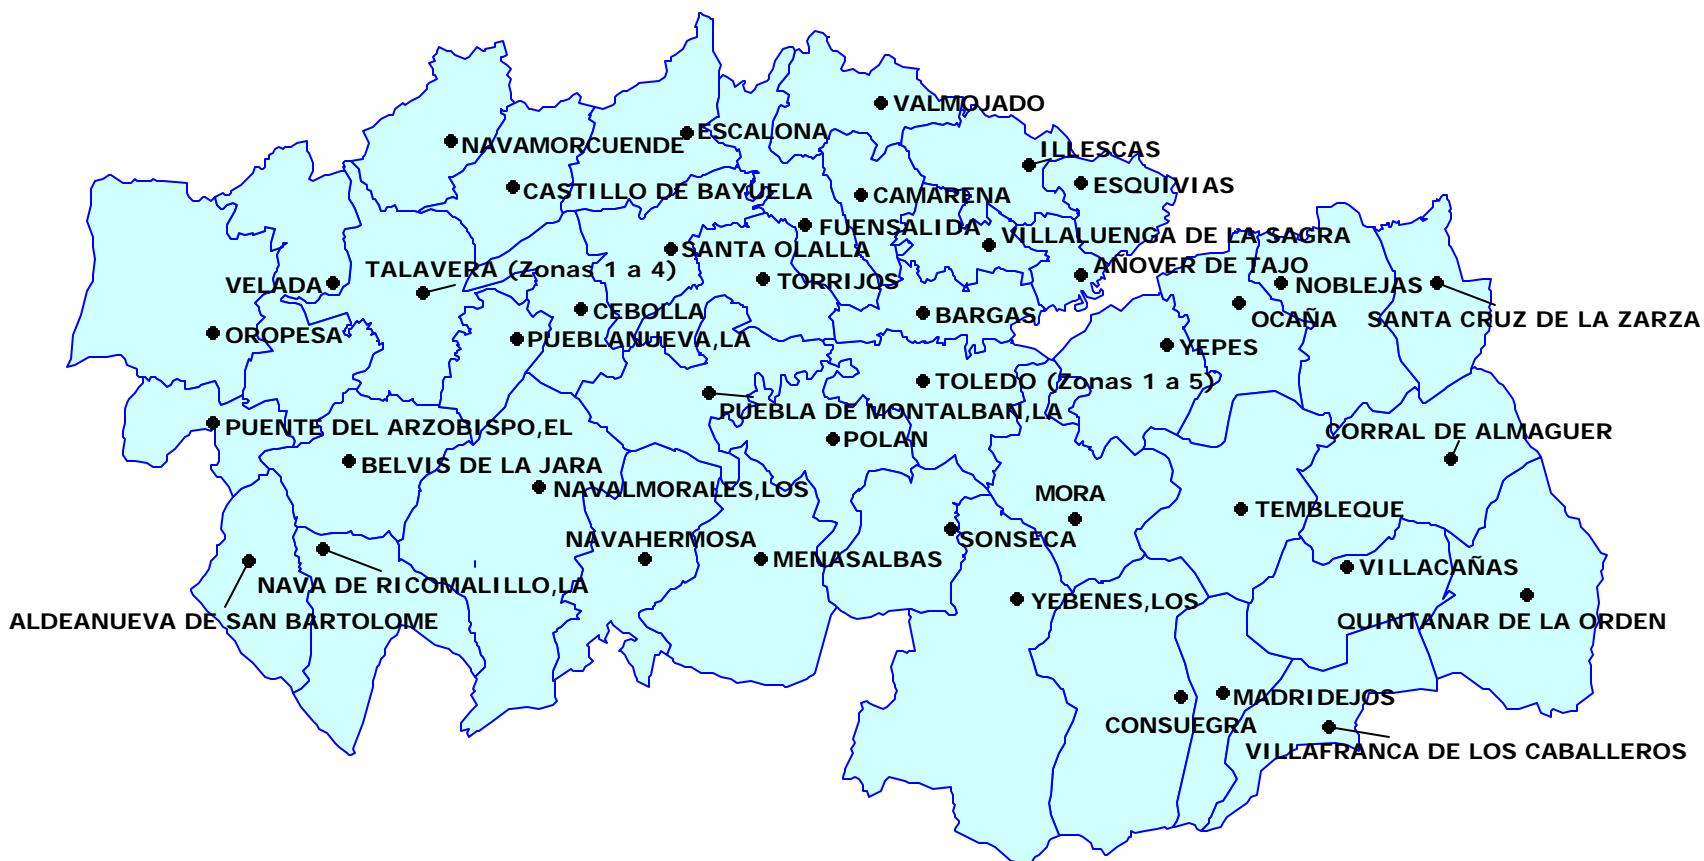 VALMOJADO
ESCALONA
NAVAMORCUENDE
ILLESCAS
CASTILLO DE BAYUELA
CAMARENA
ESQUIVIAS
FUENSALIDA
VILLALUENGA DE LA SAGRA
SANTA OLALLA
TALAVERA (Zonas 1 a 4)
AÑOVER DE TAJO
VELADA
TORRIJOS
NOBLEJAS
CEBOLLA
BARGAS
OCAÑA
SANTA CRUZ DE LA ZARZA
OROPESA
PUEBLANUEVA,LA
YEPES
TOLEDO (Zonas 1 a 5)
PUEBLA DE MONTALBAN,LA
PUENTE DEL ARZOBISPO,EL
POLAN
CORRAL DE ALMAGUER
BELVIS DE LA JARA
NAVALMORALES,LOS
MORA
TEMBLEQUE
NAVAHERMOSA
SONSECA
MENASALBAS
VILLACAÑAS
NAVA DE RICOMALILLO,LA
YEBENES,LOS
ALDEANUEVA DE SAN BARTOLOME
QUINTANAR DE LA ORDEN
MADRIDEJOS
CONSUEGRA
VILLAFRANCA DE LOS CABALLEROS